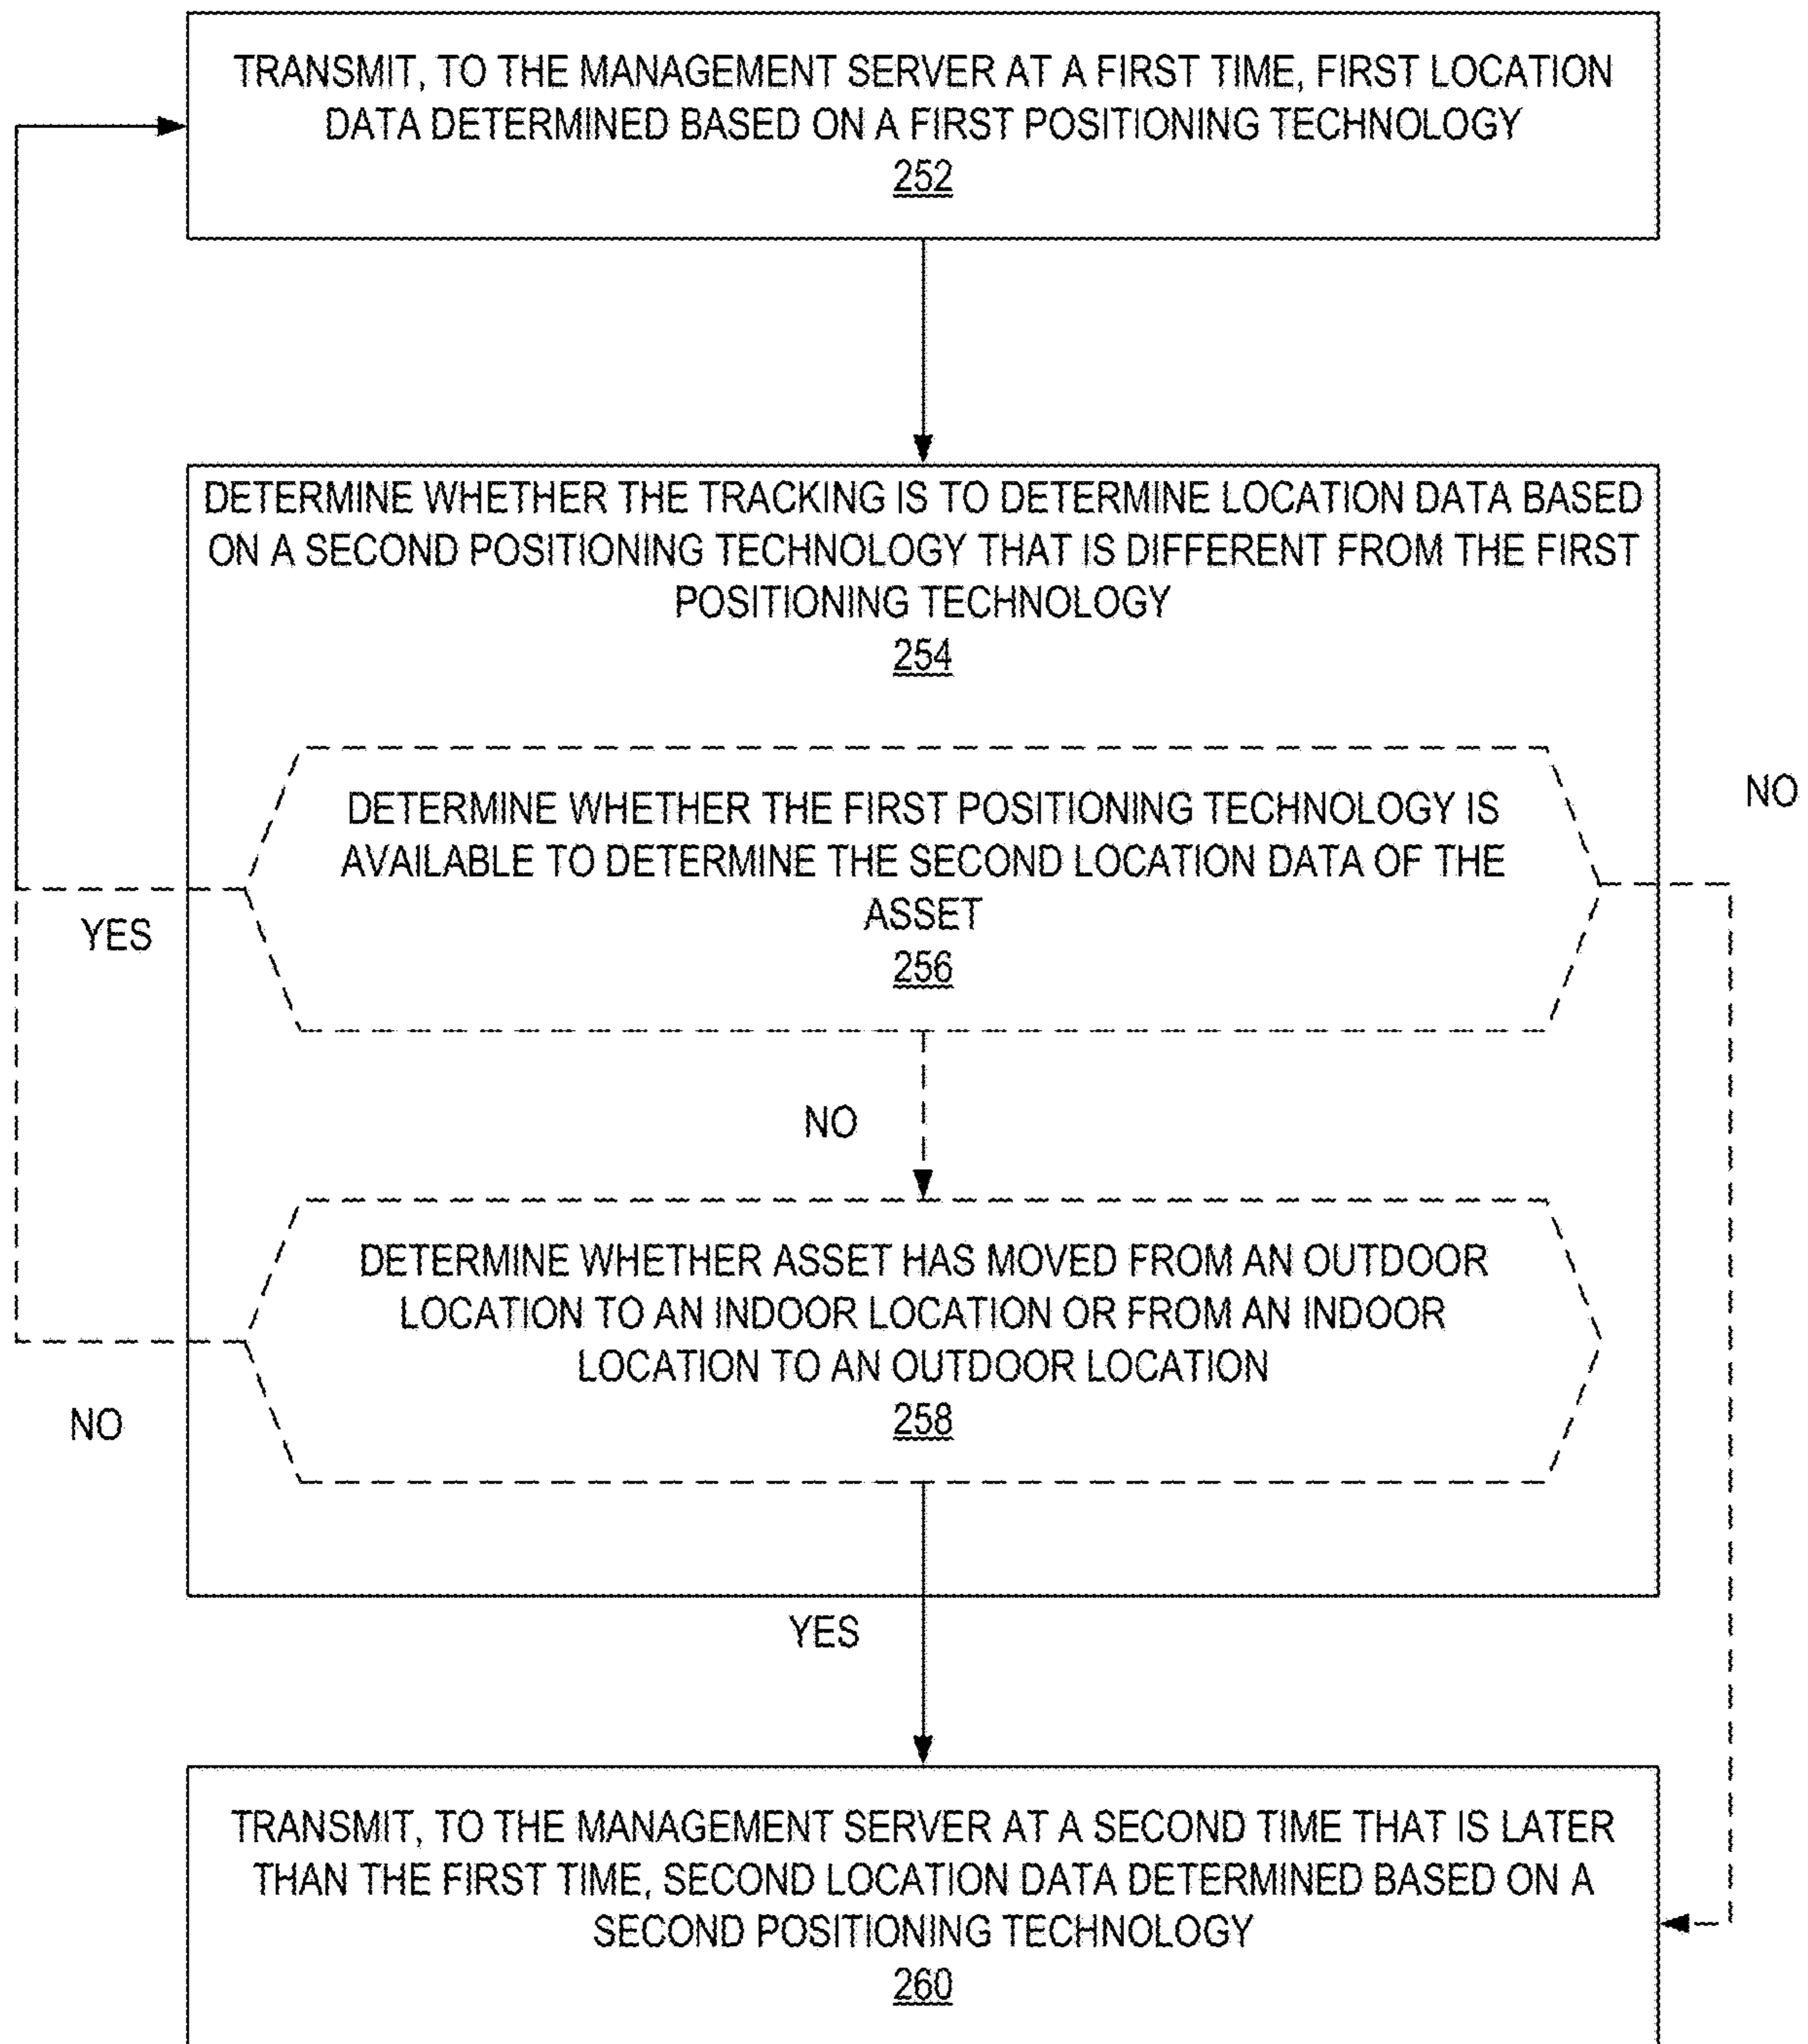 TRANSMIT, TO THE MANAGEMENT SERVER AT A FIRST TIME, FIRST LOCATION
DATA DETERMINED BASED ON A FIRST POSITIONING TECHNOLOGY
252
DETERMINE WHETHER THE TRACKING IS TO DETERMINE LOCATION DATA BASED
ON A SECOND POSITIONING TECHNOLOGY THAT IS DIFFERENT FROM THE FIRST
POSITIONING TECHNOLOGY
254
NO
DETERMINE WHETHER THE FIRST POSITIONING TECHNOLOGY IS
AVAILABLE TO DETERMINE THE SECOND LOCATION DATA OF THE
ASSET
256
YES
NO
DETERMINE WHETHER ASSET HAS MOVED FROM AN OUTDOOR
LOCATION TO AN INDOOR LOCATION OR FROM AN INDOOR
LOCATION TO AN OUTDOOR LOCATION
258
NO
YES
TRANSMIT, TO THE MANAGEMENT SERVER AT A SECOND TIME THAT IS LATER
THAN THE FIRST TIME, SECOND LOCATION DATA DETERMINED BASED ON A
SECOND POSITIONING TECHNOLOGY
260